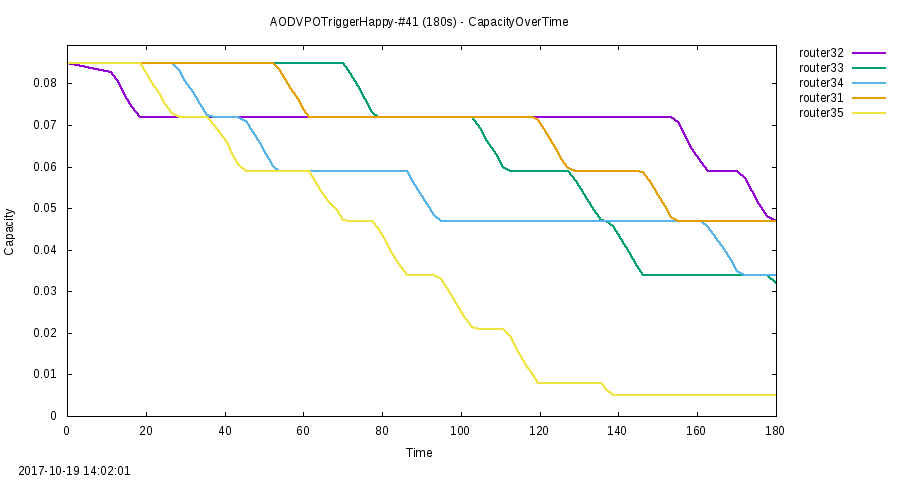 AODVPOTriggerHappy-#41 (180s) - CapacityOverTime
router32
router33
router34
router31
router35
0.08
0.07
0.06
0.05
0.04
0.03
0.02
0.01
0
Capacity
0 20 40 60 80 100 120 140 160 180
Time
2017-10-19 14:02:01